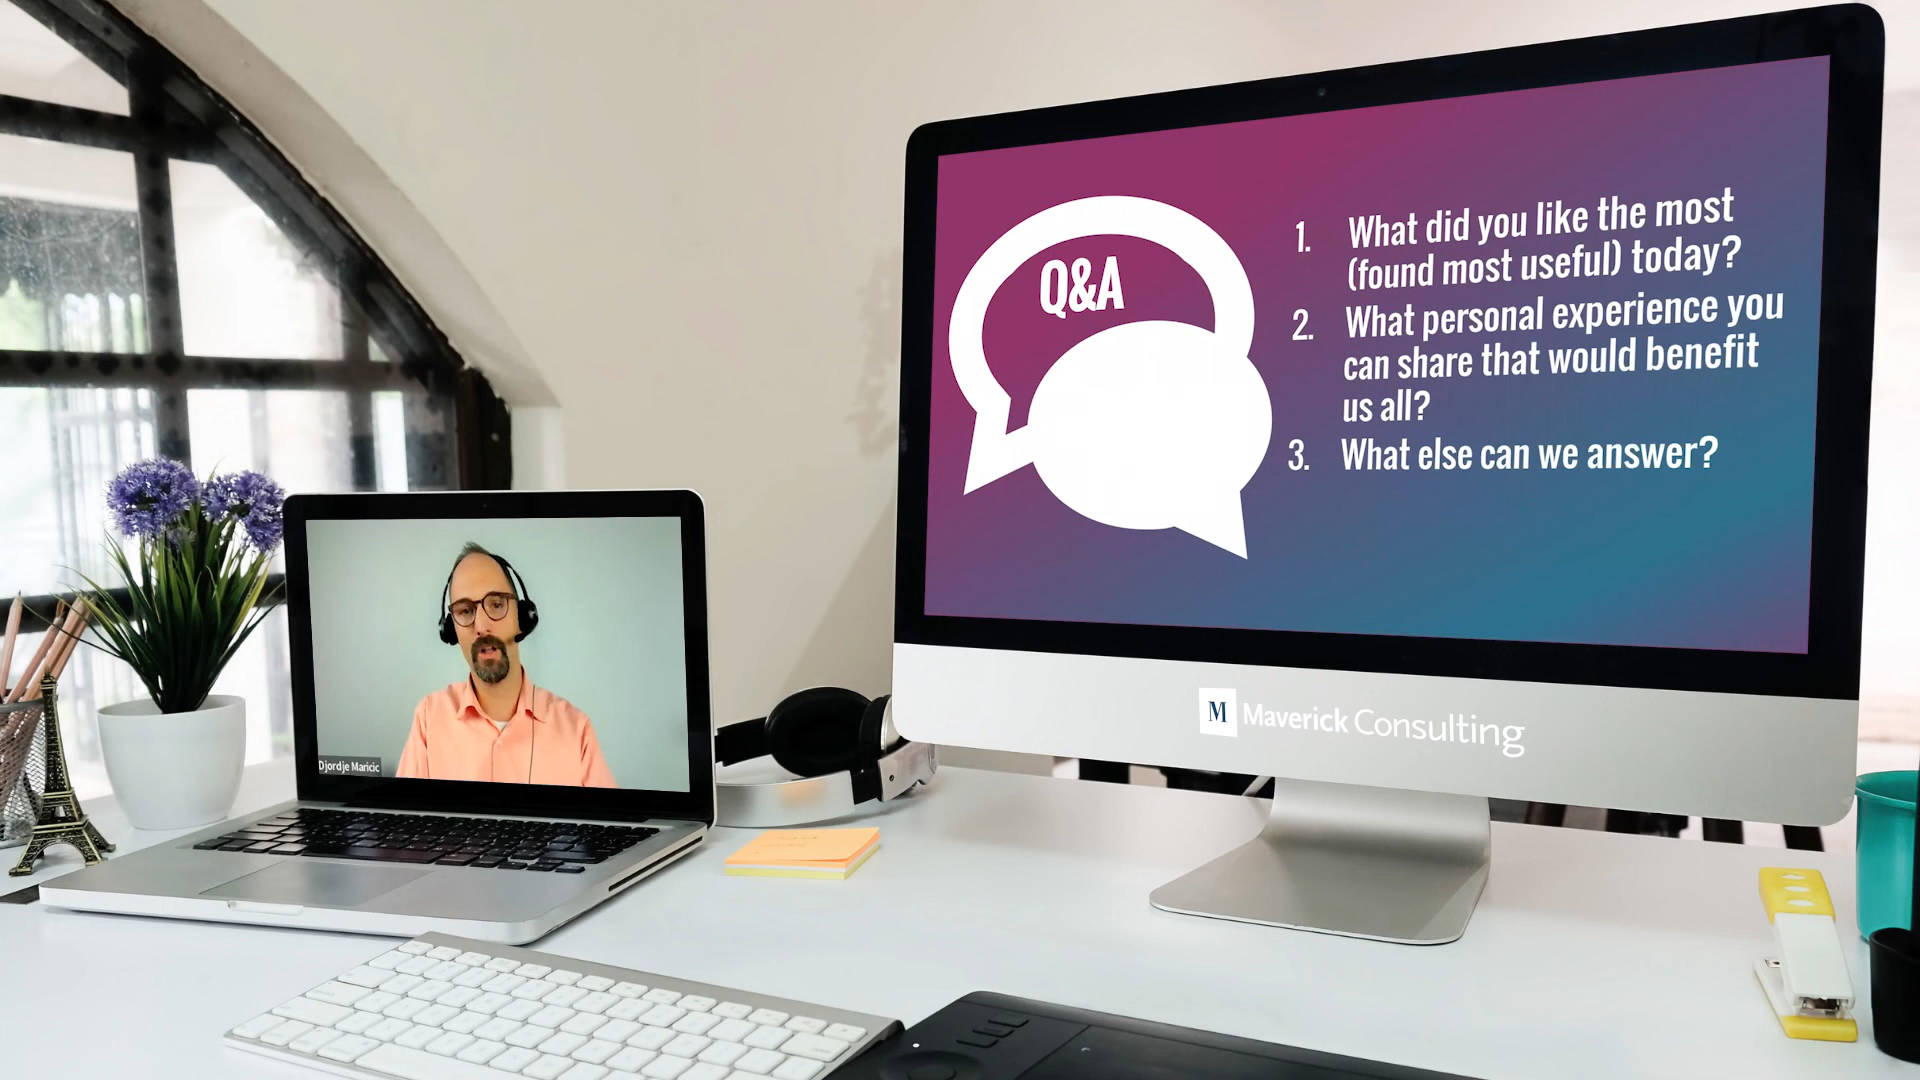 Q&A
1. What did you like the most
(found most useful) today?
2. What personal experience you
can share that would benefit
us all?
3. What else can we answer?
Djordje Maricic
M Maverick Consulting